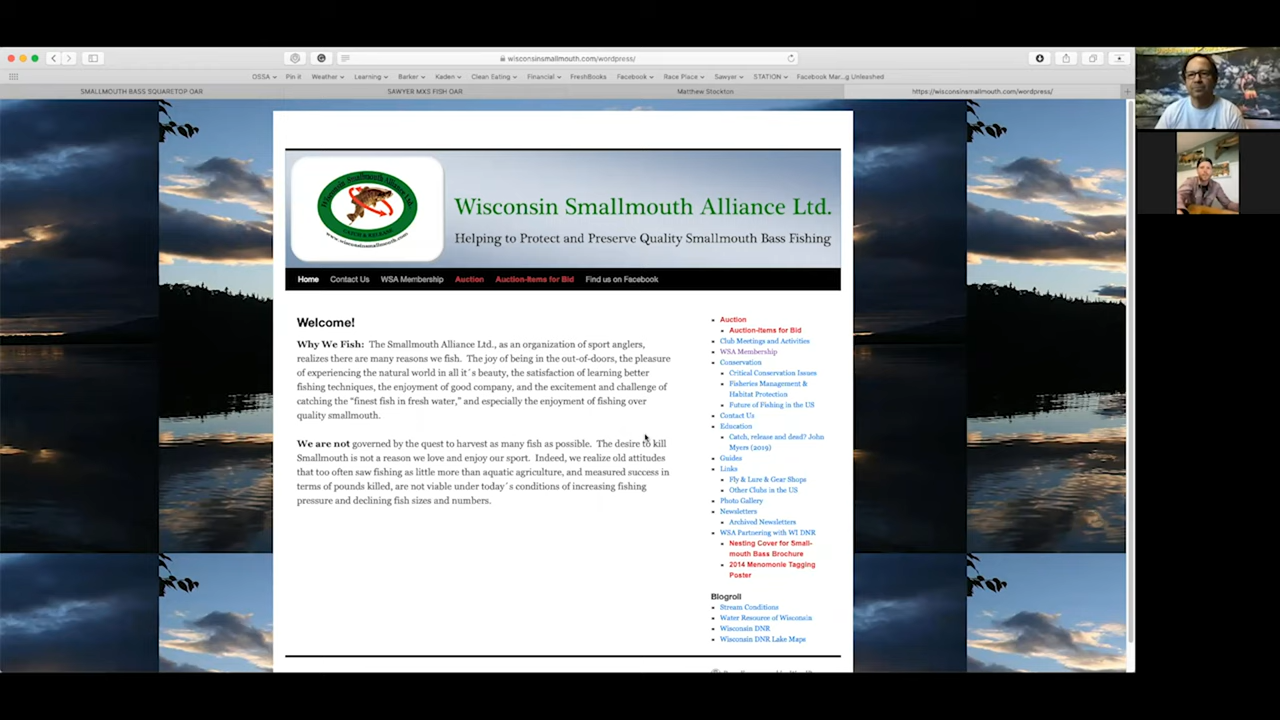 wisconsinsmallmouth.com/wordpress/
OSSA Pin it Weather Learning Barker Kaden Clean Eating Financial FreshBooks Facebook Race Place Sawyer STATION Facebook Mar...g Unleashed
SMALLMOUTH BASS SQUARETOP OAR SAWYER MXS FISH OAR Matthew Stockton https://wisconsinsmallmouth.com/wordpress/
Wisconsin Smallmouth Alliance Ltd.
CATCH & RELEASE
www.wisconsinsmallmouth.com
Wisconsin Smallmouth Alliance Ltd.
Helping to Protect and Preserve Quality Smallmouth Bass Fishing
Home Contact Us WSA Membership Auction Auction-Items for Bid Find us on Facebook
Welcome!
Why We Fish: The Smallmouth Alliance Ltd., as an organization of sport anglers,
realizes there are many reasons we fish. The joy of being in the out-of-doors, the pleasure
of experiencing the natural world in all it´s beauty, the satisfaction of learning better
fishing techniques, the enjoyment of good company, and the excitement and challenge of
catching the “finest fish in fresh water,” and especially the enjoyment of fishing over
quality smallmouth.
We are not governed by the quest to harvest as many fish as possible. The desire to kill
Smallmouth is not a reason we love and enjoy our sport. Indeed, we realize old attitudes
that too often saw fishing as little more than aquatic agriculture, and measured success in
terms of pounds killed, are not viable under today´s conditions of increasing fishing
pressure and declining fish sizes and numbers.
Auction
Auction-Items for Bid
Club Meetings and Activities
WSA Membership
Conservation
Critical Conservation Issues
Fisheries Management &
Habitat Protection
Future of Fishing in the US
Contact Us
Education
Catch, release and dead? John
Myers (2019)
Guides
Links
Fly & Lure & Gear Shops
Other Clubs in the US
Photo Gallery
Newsletters
Archived Newsletters
WSA Partnering with WI DNR
Nesting Cover for Small-
mouth Bass Brochure
2014 Menomonie Tagging
Poster
Blogroll
Stream Conditions
Water Resource of Wisconsin
Wisconsin DNR
Wisconsin DNR Lake Maps